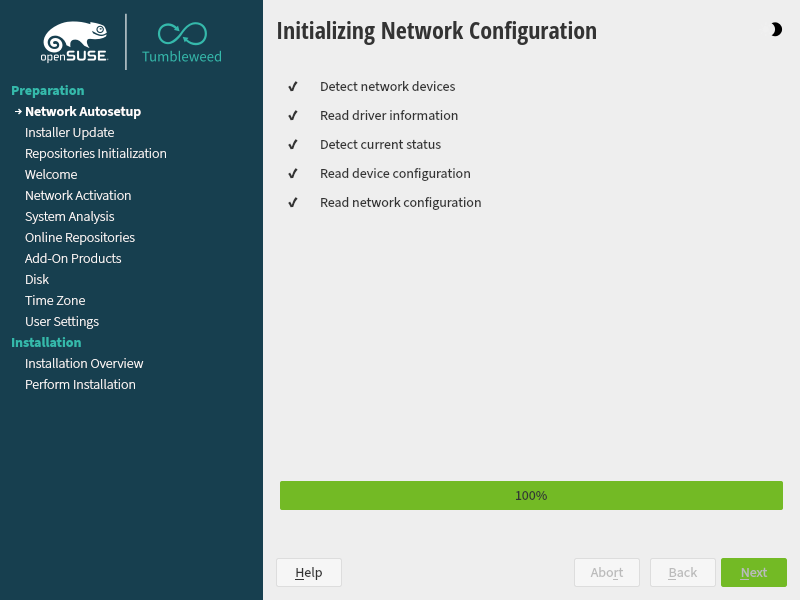 openSUSE
Tumbleweed
Preparation
Network Autosetup
Installer Update
Repositories Initialization
Welcome
Network Activation
System Analysis
Online Repositories
Add-On Products
Disk
Time Zone
User Settings
Installation
Installation Overview
Perform Installation
Initializing Network Configuration
Detect network devices
Read driver information
Detect current status
Read device configuration
Read network configuration
100%
Help
Abort
Back
Next